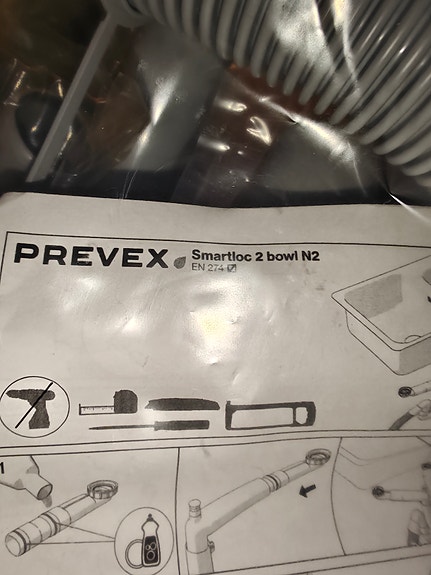 PREVEX
Smartloc 2 bowl N2
EN 274
1